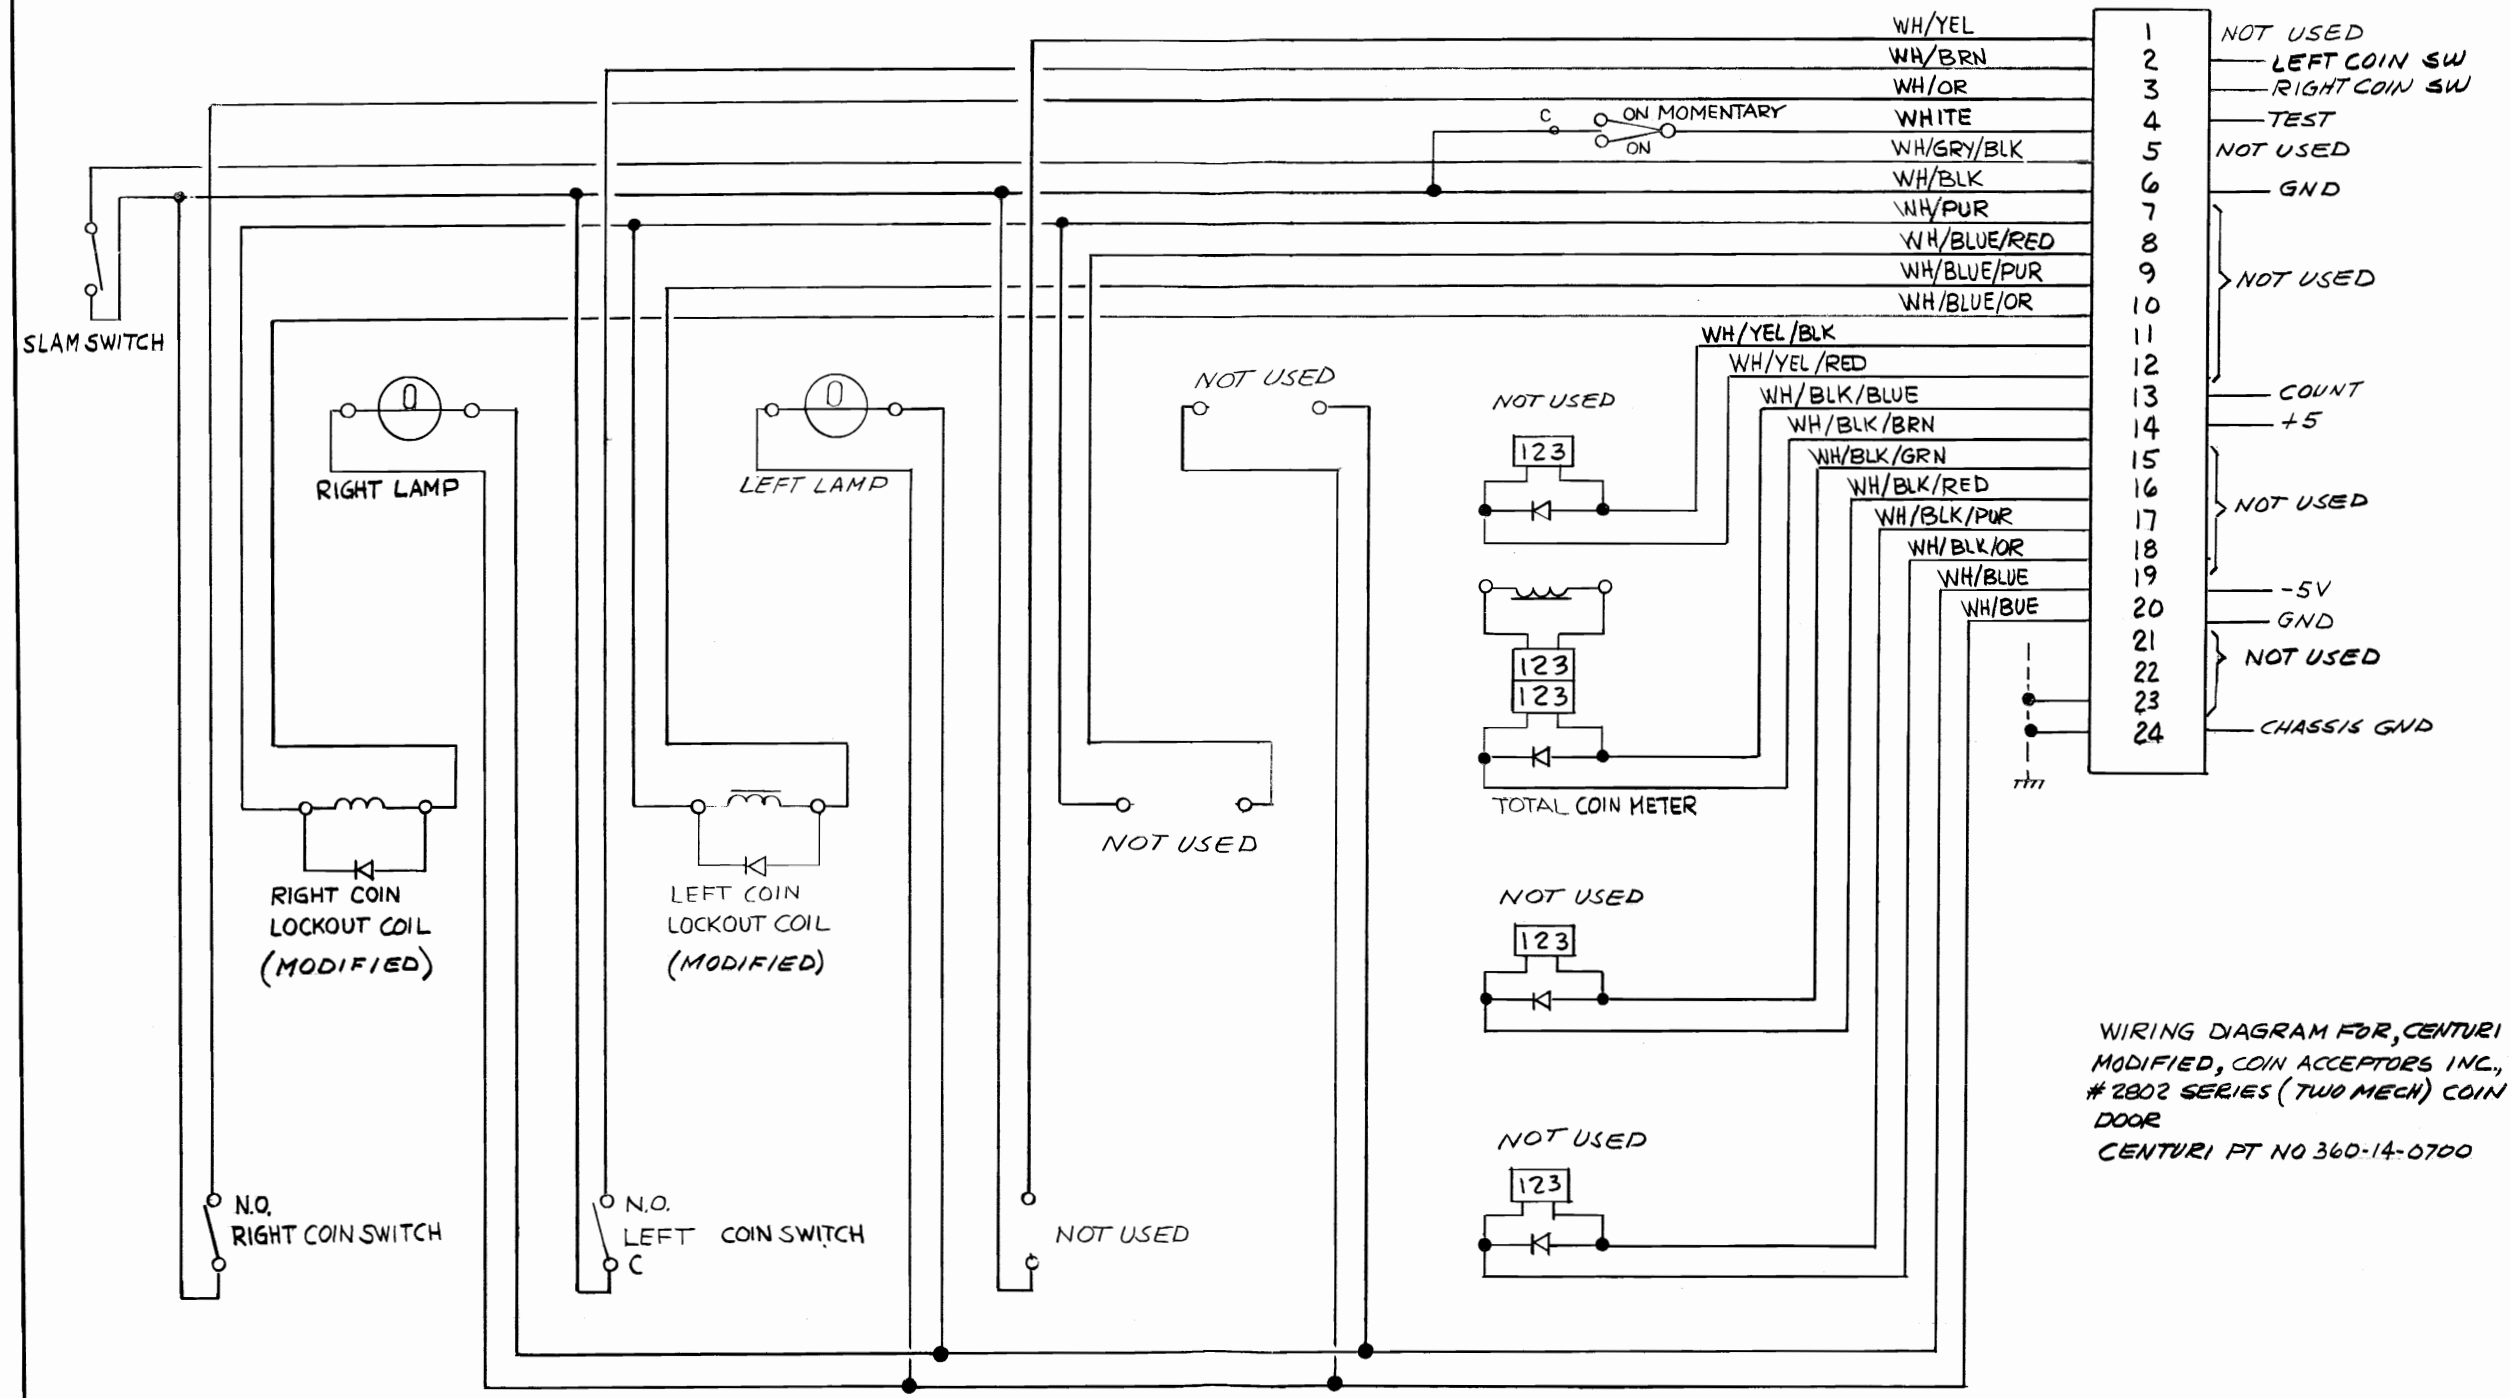 WH/YEL 1 NOT USED
WH/BRN 2 LEFT COIN SW
WH/OR 3 RIGHT COIN SW
C ON MOMENTARY WHITE 4 TEST
ON WH/GRY/BLK 5 NOT USED
WH/BLK 6 GND
WH/PUR 7
WH/BLUE/RED 8
WH/BLUE/PUR 9 NOT USED
WH/BLUE/OR 10
WH/YEL/BLK 11
WH/YEL/RED 12
WH/BLK/BLUE 13 COUNT
WH/BLK/BRN 14 +5
WH/BLK/GRN 15
WH/BLK/RED 16 NOT USED
WH/BLK/PUR 17
WH/BLK/OR 18
WH/BLUE 19 -5V
WH/BUE 20 GND
21 NOT USED
22
23
24 CHASSIS GND
SLAM SWITCH
RIGHT LAMP
LEFT LAMP
NOT USED
NOT USED
123
123
123
TOTAL COIN METER
RIGHT COIN
LOCKOUT COIL
(MODIFIED)
LEFT COIN
LOCKOUT COIL
(MODIFIED)
NOT USED
NOT USED
123
NOT USED
123
N.O.
RIGHT COIN SWITCH
N.O.
LEFT COIN SWITCH
C
NOT USED
WIRING DIAGRAM FOR, CENTURI
MODIFIED, COIN ACCEPTORS INC.,
# 2802 SERIES (TWO MECH) COIN
DOOR
CENTURI PT NO 360-14-0700